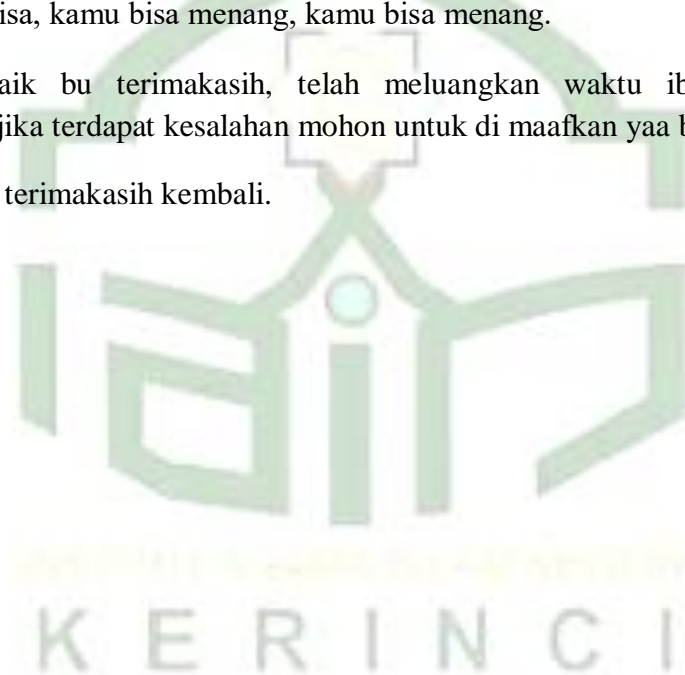 isa, kamu bisa menang, kamu bisa menang.
aik bu terimakasih, telah meluangkan waktu ib
jika terdapat kesalahan mohon untuk di maafkan yaa b
terimakasih kembali.
iain
KERINCI